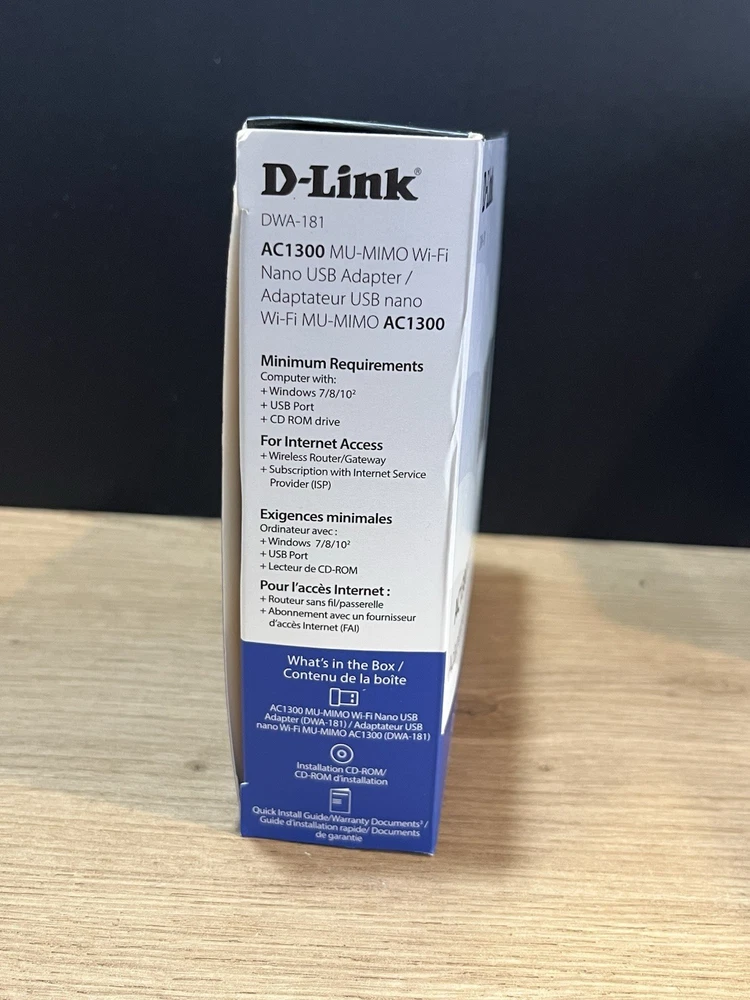 D-Link®
DWA-181
AC1300 MU-MIMO Wi-Fi
Nano USB Adapter /
Adaptateur USB nano
Wi-Fi MU-MIMO AC1300
Minimum Requirements
Computer with:
+ Windows 7/8/10²
+ USB Port
+ CD ROM drive
For Internet Access
+ Wireless Router/Gateway
+ Subscription with Internet Service
Provider (ISP)
Exigences minimales
Ordinateur avec :
+ Windows 7/8/10²
+ USB Port
+ Lecteur de CD-ROM
Pour l'accès Internet :
+ Routeur sans fil/passerelle
+ Abonnement avec un fournisseur
d'accès Internet (FAI)
What's in the Box /
Contenu de la boîte
AC1300 MU-MIMO Wi-Fi Nano USB
Adapter (DWA-181) / Adaptateur USB
nano Wi-Fi MU-MIMO AC1300 (DWA-181)
Installation CD-ROM/
CD-ROM d'installation
Quick Install Guide/Warranty Documents³ /
Guide d'installation rapide/ Documents
de garantie